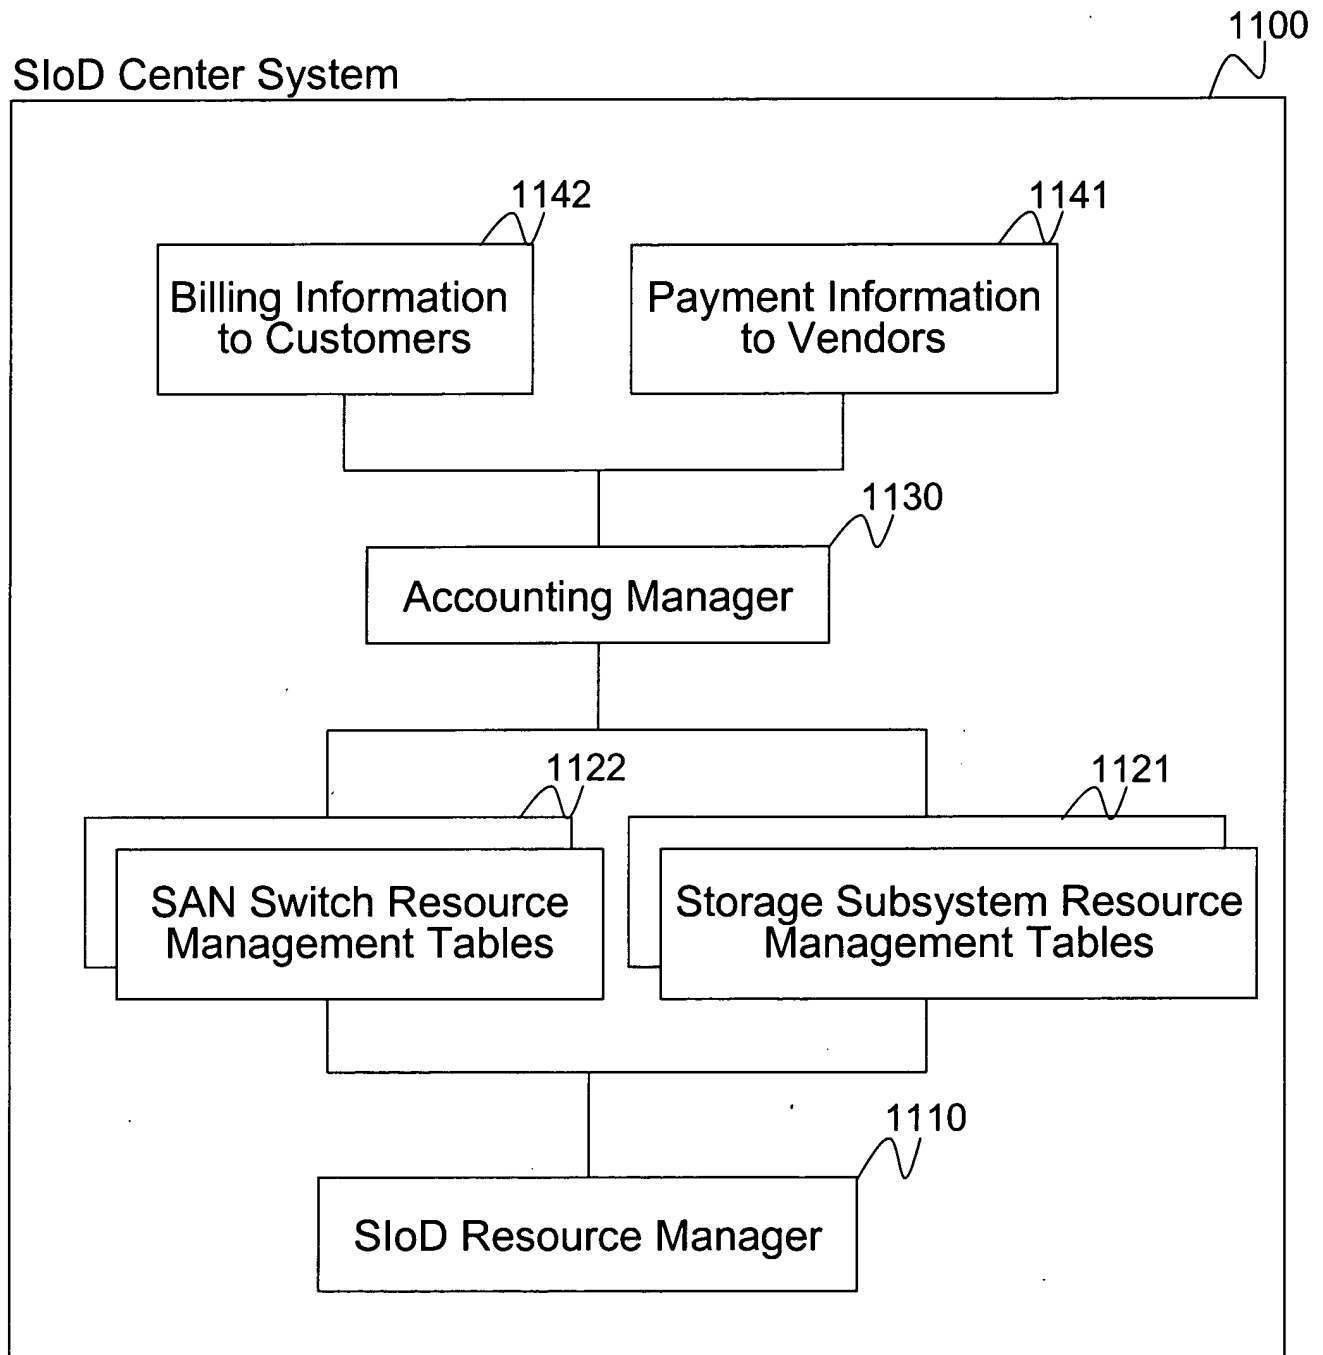 1100
SIoD Center System
1142
1141
Billing Information
to Customers
Payment Information
to Vendors
1130
Accounting Manager
1122
1121
SAN Switch Resource
Management Tables
Storage Subsystem Resource
Management Tables
1110
SIoD Resource Manager